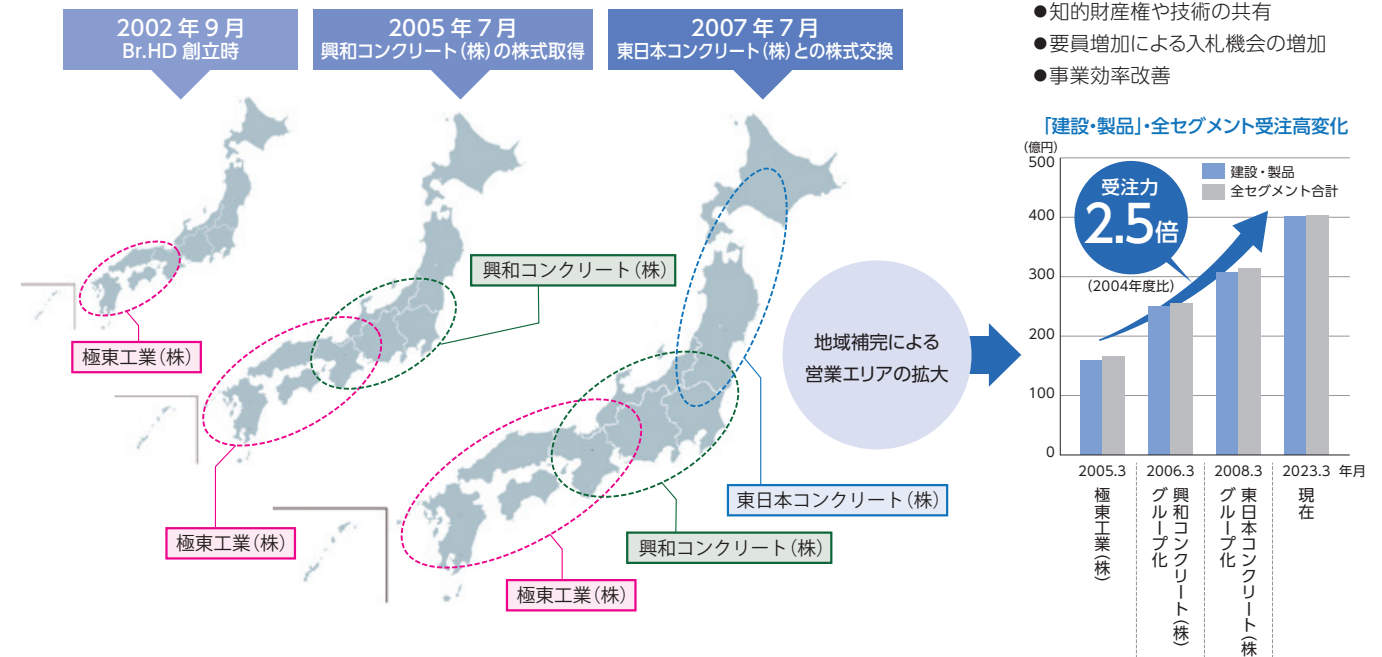 2002年9月
Br.HD 創立時
2005年7月
興和コンクリート(株)の株式取得
2007年7月
東日本コンクリート(株)との株式交換
極東工業(株)
興和コンクリート(株)
極東工業(株)
東日本コンクリート(株)
興和コンクリート(株)
極東工業(株)
地域補完による
営業エリアの拡大
●知的財産権や技術の共有
●要員増加による入札機会の増加
●事業効率改善
「建設・製品」・全セグメント受注高変化
(億円)
500
400
300
200
100
0
建設・製品
全セグメント合計
受注力
2.5倍
(2004年度比)
2005.3
2006.3
2008.3
2023.3
年月
極東工業(株)
興和コンクリート(株)
グループ化
東日本コンクリート(株
グループ化
現在